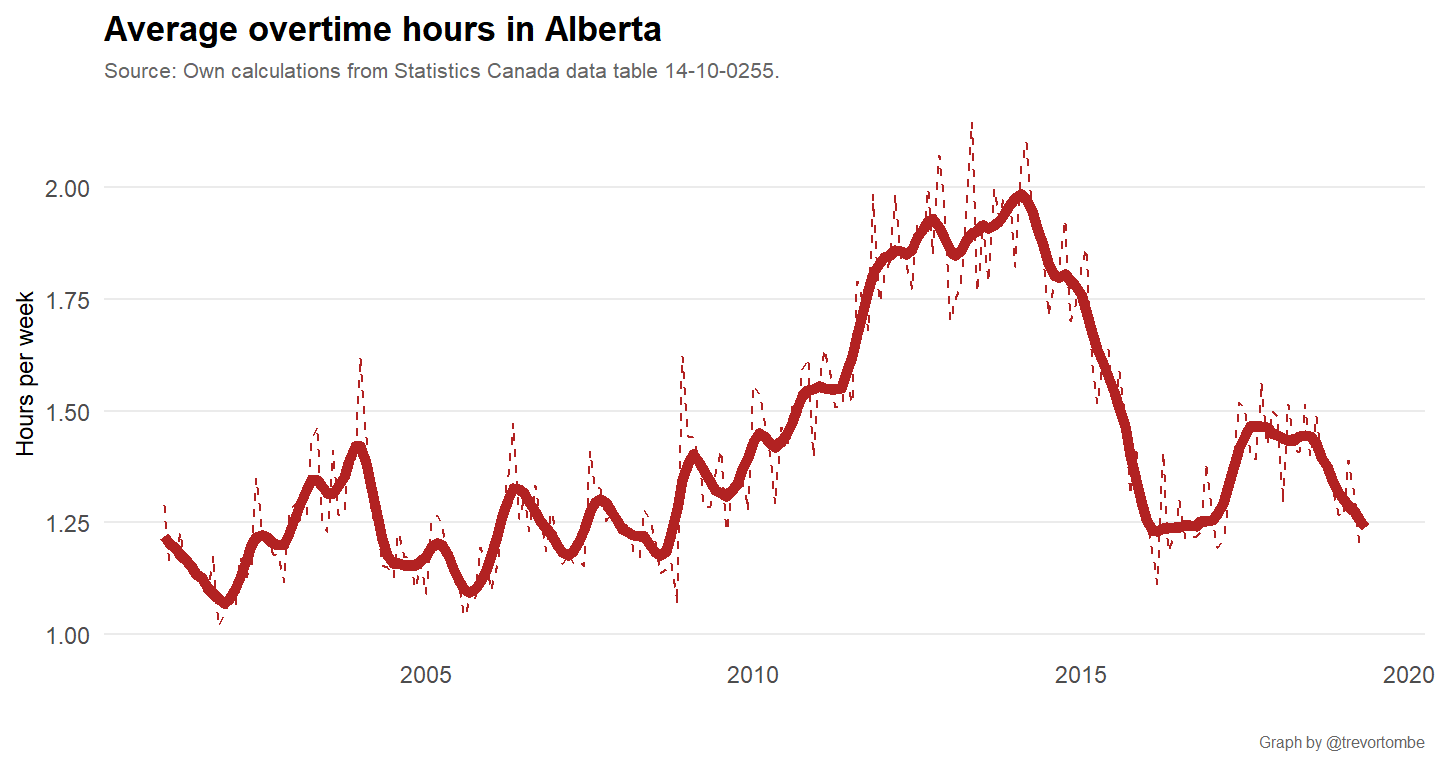 Average overtime hours in Alberta
Source: Own calculations from Statistics Canada data table 14-10-0255.
Hours per week
2.00
1.75
1.50
1.25
1.00
2005 2010 2015 2020
Graph by @trevortombe